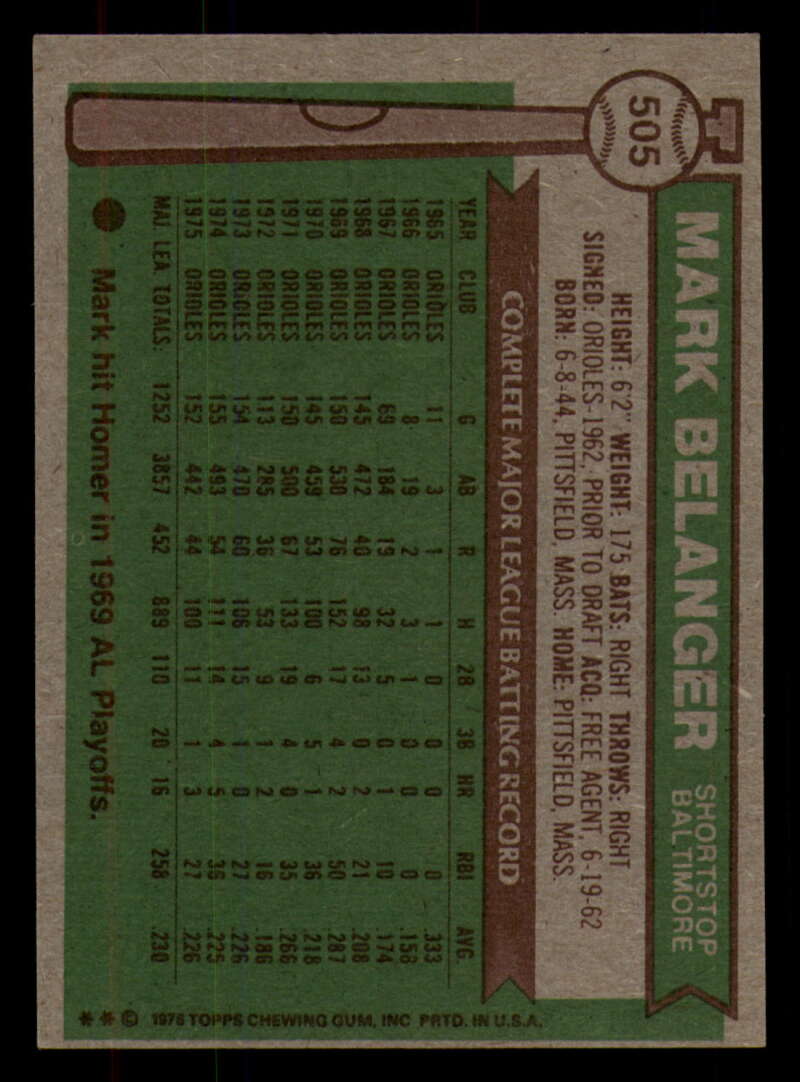 505
MARK BELANGER
SHORTSTOP
BALTIMORE
HEIGHT: 6'2" WEIGHT: 175 BATS: RIGHT THROWS: RIGHT
SIGNED: ORIOLES-1962, PRIOR TO DRAFT ACQ: FREE AGENT, 6-19-62
BORN: 6-8-44, PITTSFIELD, MASS. HOME: PITTSFIELD, MASS.
COMPLETE MAJOR LEAGUE BATTING RECORD
YEAR CLUB G AB R H 2B 3B HR RBI AVG.
1965 ORIOLES 11 3 1 1 0 0 0 0 .333
1966 ORIOLES 8 19 2 3 1 0 0 0 .158
1967 ORIOLES 69 184 19 32 5 0 1 10 .174
1968 ORIOLES 145 472 40 98 13 0 2 21 .208
1969 ORIOLES 150 530 76 152 17 4 2 50 .287
1970 ORIOLES 145 459 53 100 6 5 1 36 .218
1971 ORIOLES 150 500 67 133 19 4 0 35 .266
1972 ORIOLES 113 285 36 53 9 1 2 16 .186
1973 ORIOLES 154 470 60 106 15 1 0 27 .226
1974 ORIOLES 155 493 54 111 14 4 5 36 .225
1975 ORIOLES 152 442 44 100 11 1 3 27 .226
MAJ. LEA. TOTALS: 1252 3857 452 889 110 20 16 258 .230
Mark hit Homer in 1969 AL Playoffs.
* * © 1976 TOPPS CHEWING GUM, INC PRTD. IN U.S.A.